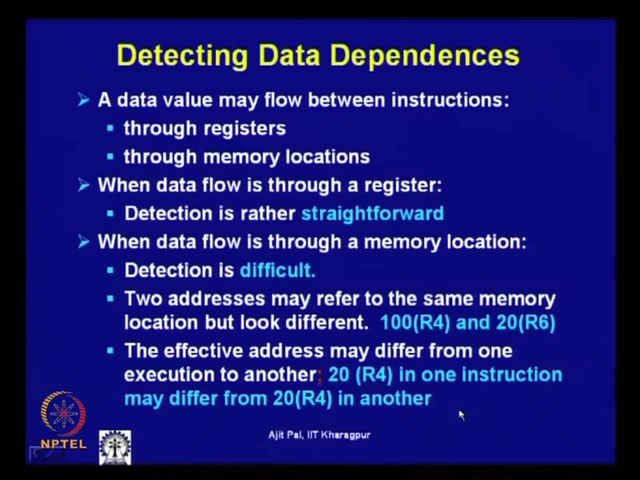 Detecting Data Dependences
A data value may flow between instructions:
through registers
through memory locations
When data flow is through a register:
Detection is rather straightforward
When data flow is through a memory location:
Detection is difficult.
Two addresses may refer to the same memory
location but look different. 100(R4) and 20(R6)
The effective address may differ from one
execution to another; 20 (R4) in one instruction
may differ from 20(R4) in another
NPTEL
Ajit Pal, IIT Kharagpur